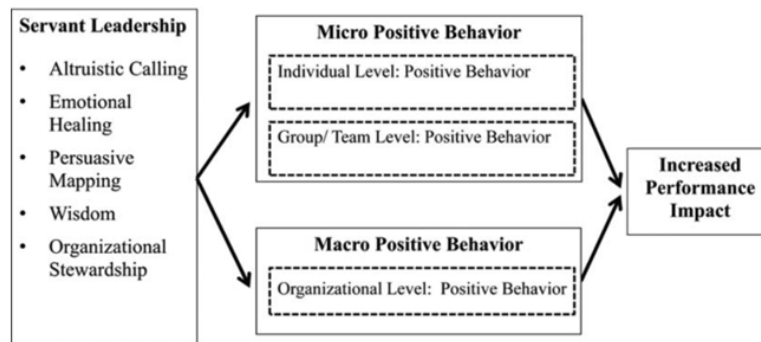 Servant Leadership
• Altruistic Calling
• Emotional
Healing
• Persuasive
Mapping
• Wisdom
• Organizational
Stewardship
Micro Positive Behavior
Individual Level: Positive Behavior
Group/ Team Level: Positive Behavior
Macro Positive Behavior
Organizational Level: Positive Behavior
Increased
Performance
Impact